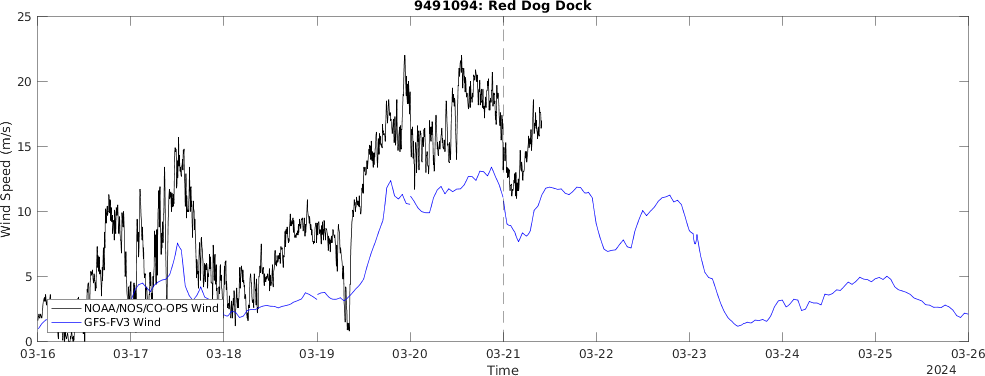 9491094: Red Dog Dock
25
20
15
10
5
0
Wind Speed (m/s)
NOAA/NOS/CO-OPS Wind
GFS-FV3 Wind
03-16 03-17 03-18 03-19 03-20 03-21 03-22 03-23 03-24 03-25 03-26
Time
2024